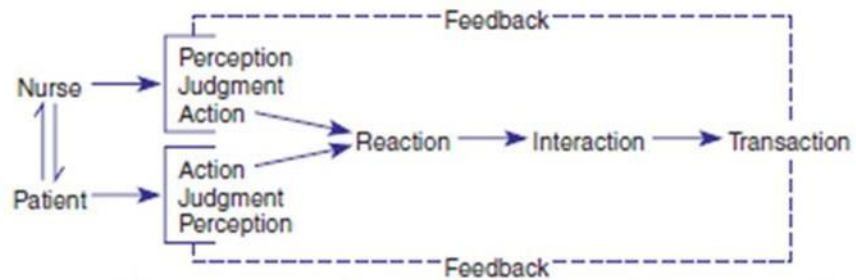 Feedback
Perception
Judgment
Action
Nurse
Reaction
Interaction
Transaction
Action
Judgment
Perception
Patient
Feedback